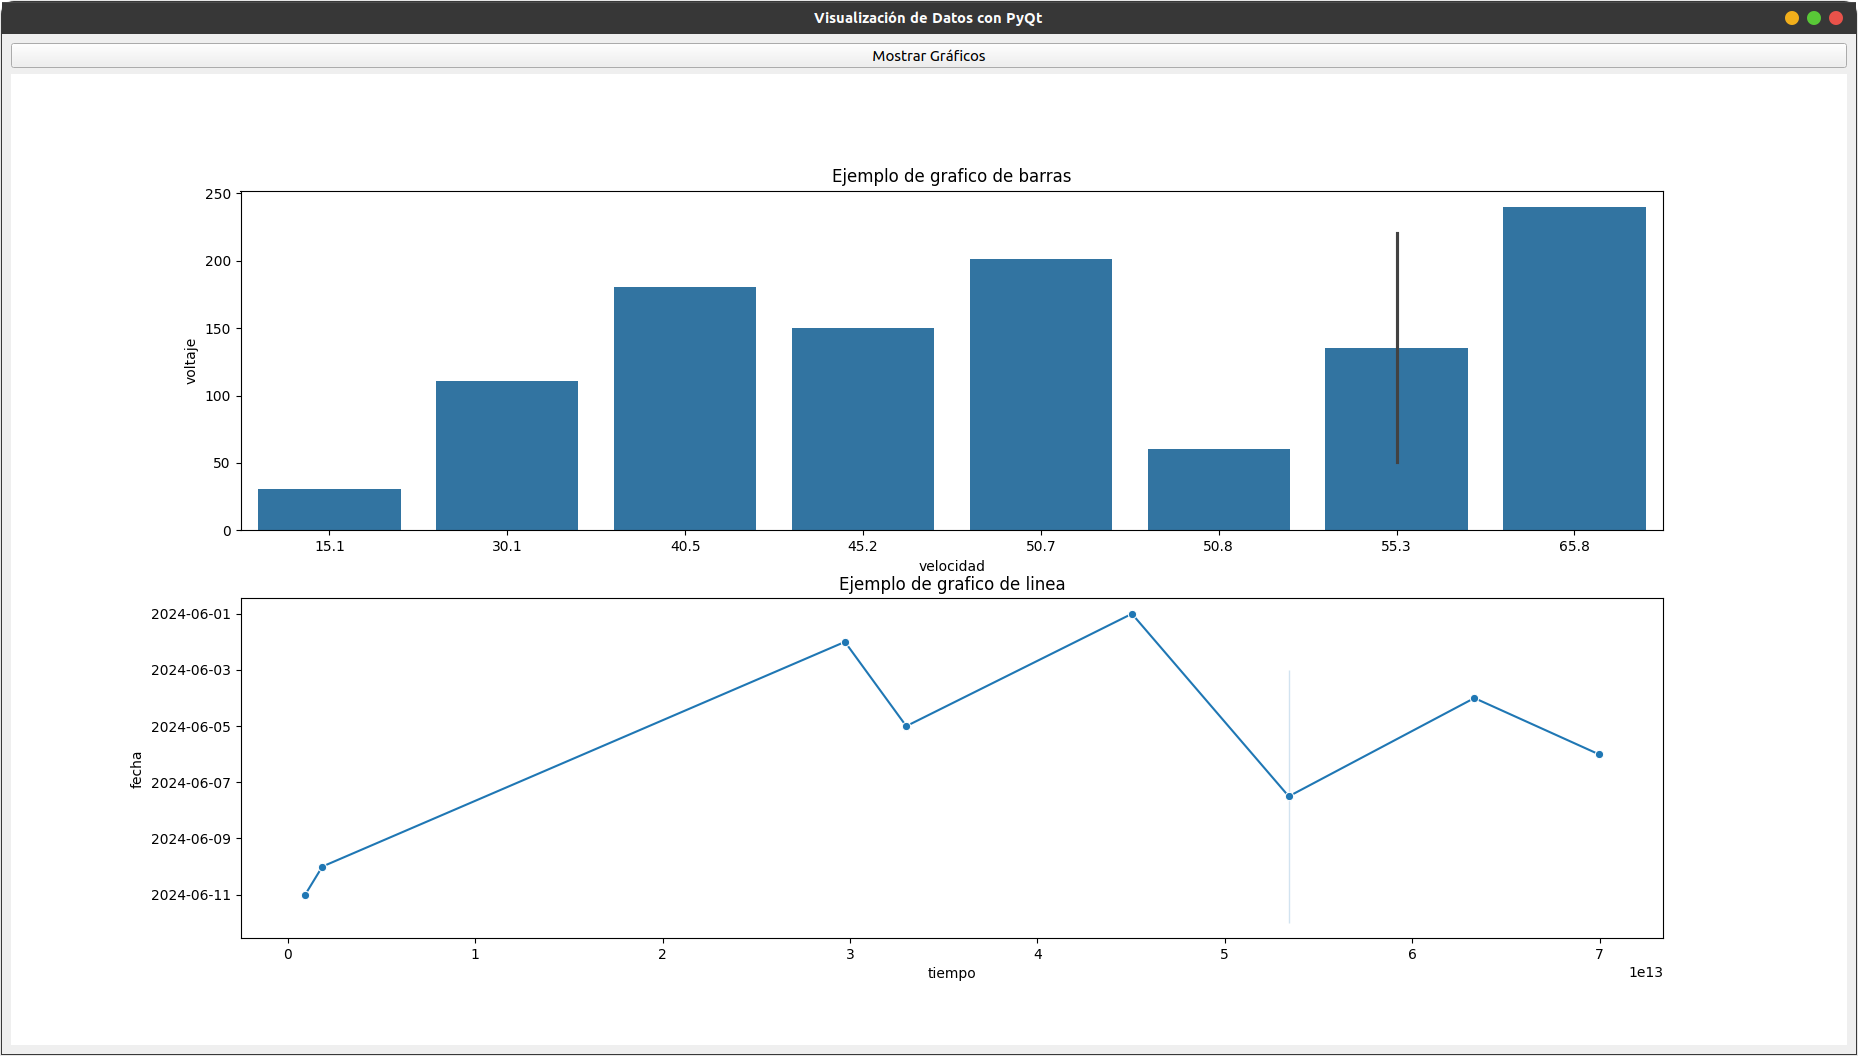 Visualización de Datos con PyQt
Mostrar Gráficos
Ejemplo de grafico de barras
250
200
150
100
50
0
voltaje
15.1 30.1 40.5 45.2 50.7 50.8 55.3 65.8
velocidad
Ejemplo de grafico de linea
2024-06-01
2024-06-03
2024-06-05
2024-06-07
2024-06-09
2024-06-11
fecha
0 1 2 3 4 5 6 7
1e13
tiempo